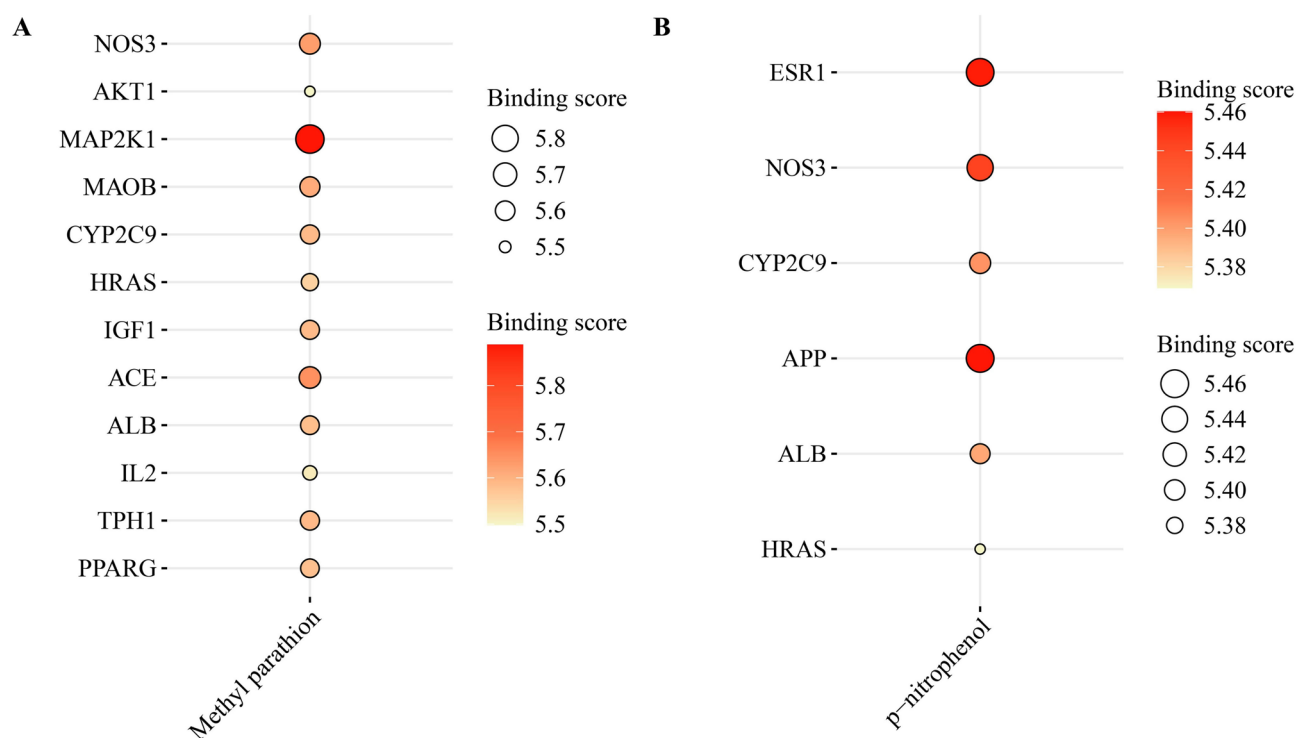 A
NOS3
AKT1
MAP2K1
MAOB
CYP2C9
HRAS
IGF1
ACE
ALB
IL2
TPH1
PPARG
Methyl parathion
Binding score
5.8
5.7
5.6
5.5
Binding score
5.8
5.7
5.6
5.5
B
ESR1
NOS3
CYP2C9
APP
ALB
HRAS
p−nitrophenol
Binding score
5.46
5.44
5.42
5.40
5.38
Binding score
5.46
5.44
5.42
5.40
5.38